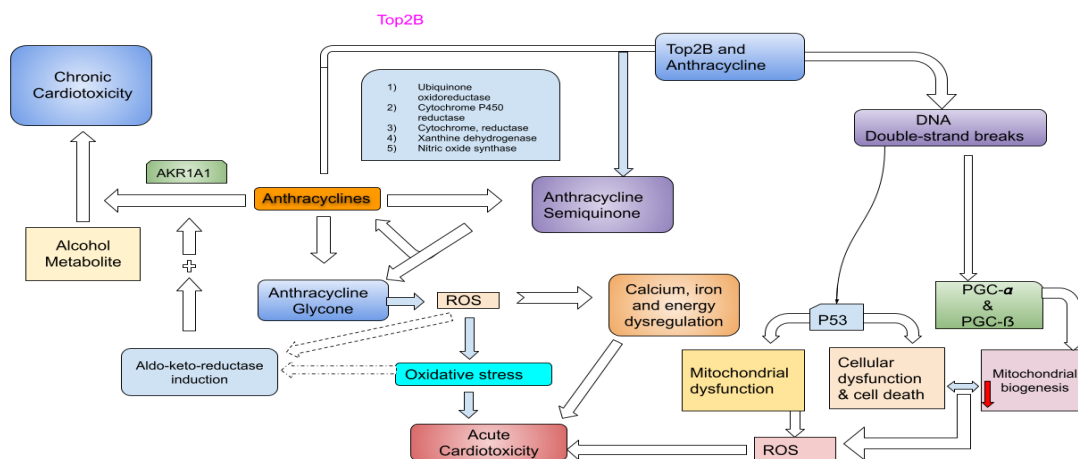 Top2B
Top2B and
Anthracycline
Chronic
Cardiotoxicity
1) Ubiquinone
oxidoreductase
2) Cytochrome P450
reductase
3) Cytochrome, reductase
4) Xanthine dehydrogenase
5) Nitric oxide synthase
DNA
Double-strand breaks
AKR1A1
Anthracyclines
Anthracycline
Semiquinone
Alcohol
Metabolite
Anthracycline
Glycone
ROS
Calcium, iron
and energy
dysregulation
PGC-α
&
PGC-ß
P53
Aldo-keto-reductase
induction
Oxidative stress
Mitochondrial
dysfunction
Cellular
dysfunction
& cell death
Mitochondrial
biogenesis
Acute
Cardiotoxicity
ROS